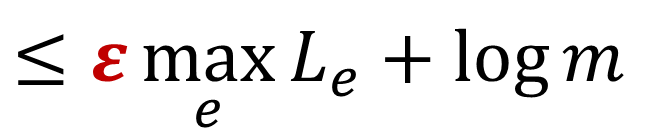 ≤ ε max_e L_e + log m